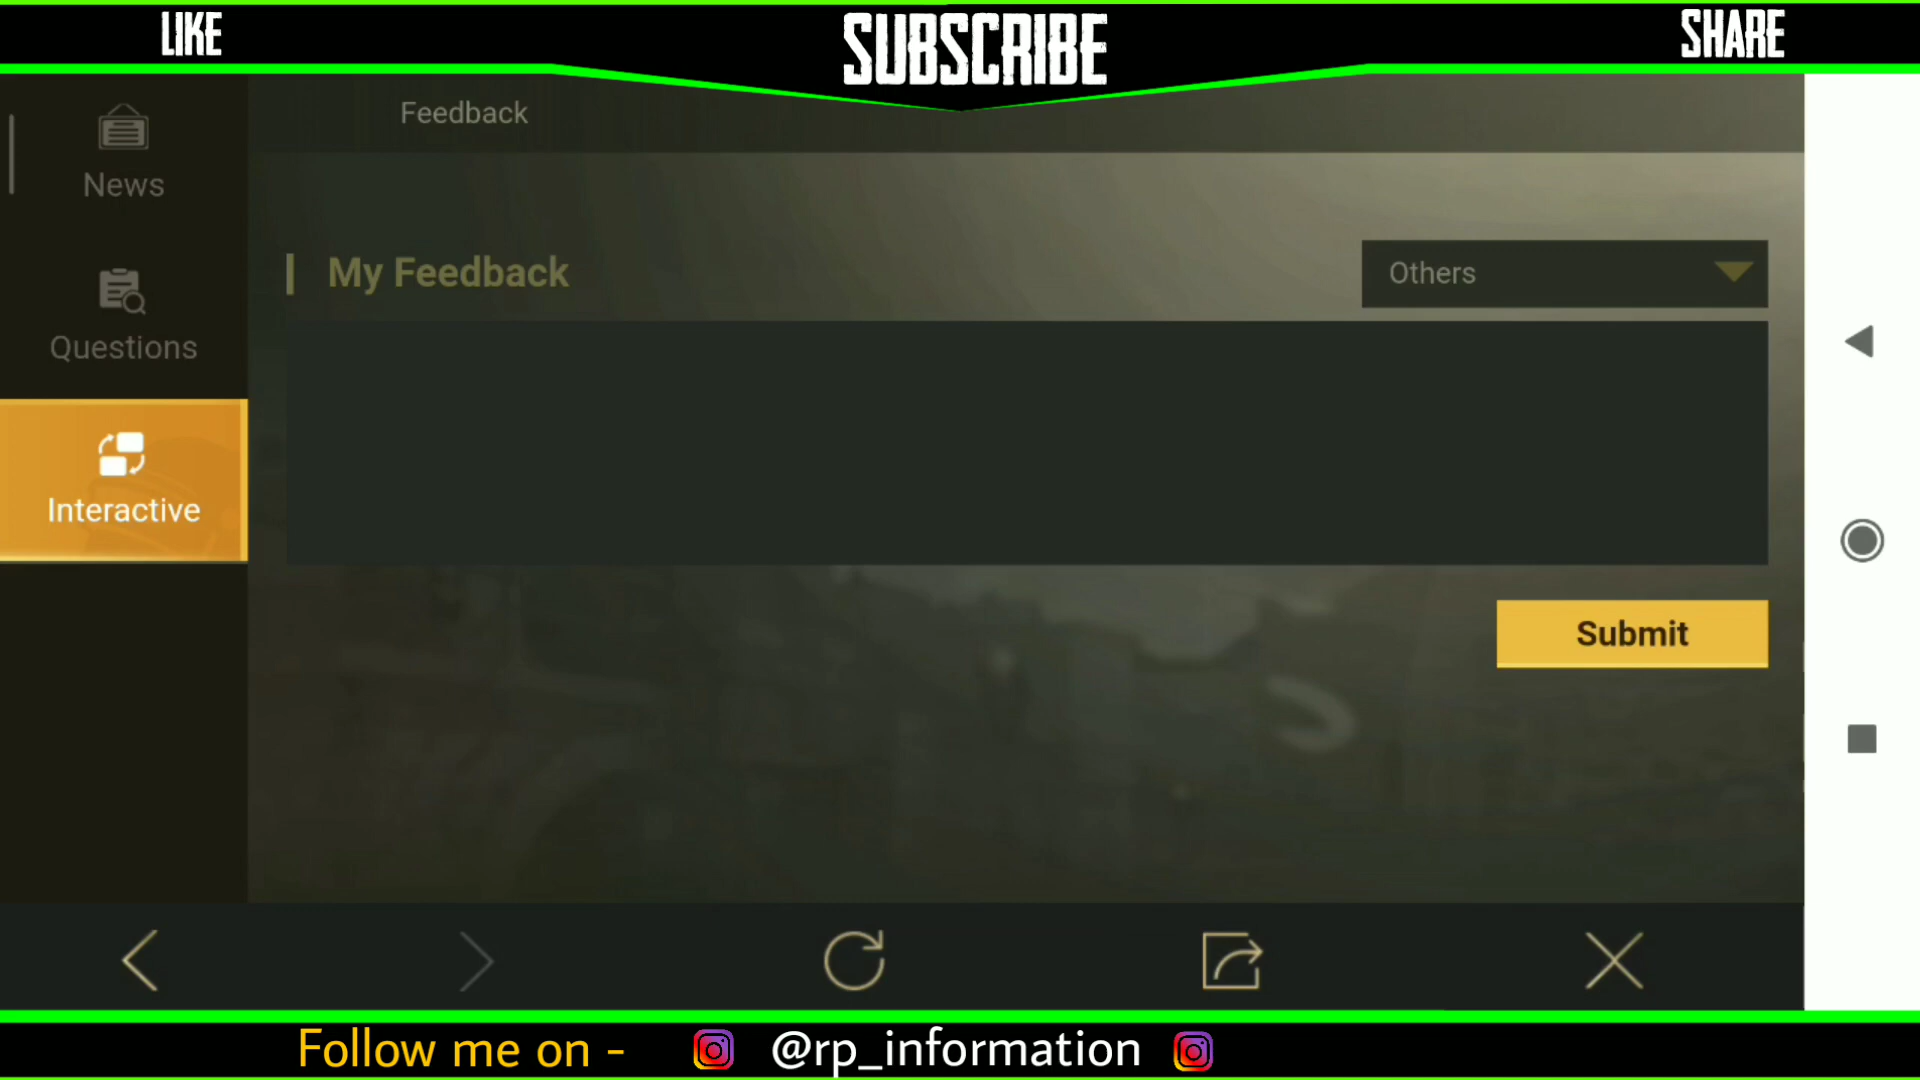 LIKE
SUBSCRIBE
SHARE
Feedback
News
My Feedback
Others
Questions
Interactive
Submit
Follow me on - @rp_information